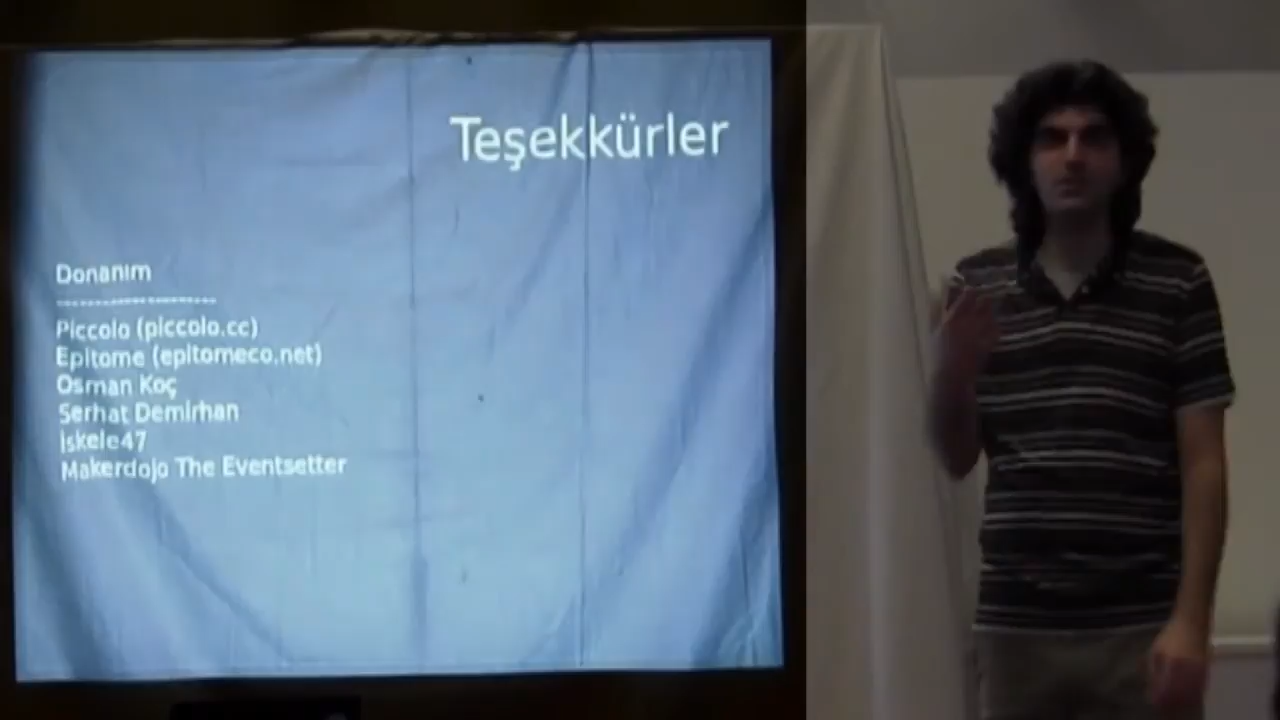 Teşekkürler
Donanım
--------------------
Piccolo (piccolo.cc)
Epitome (epitomeco.net)
Osman Koç
Serhat Demirhan
İskele47
Makerdojo The Eventsetter